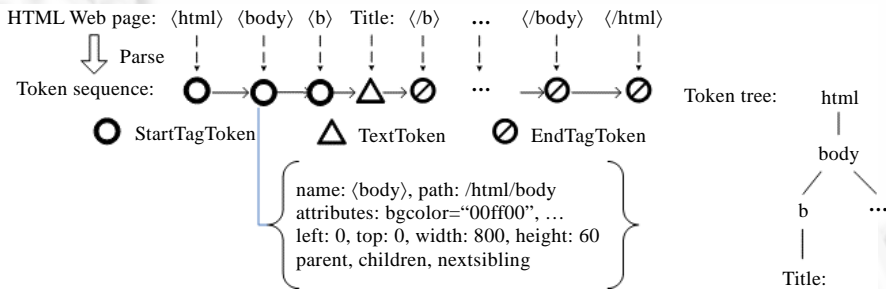 HTML Web page: ⟨html⟩ ⟨body⟩ ⟨b⟩ Title: ⟨/b⟩ ... ⟨/body⟩ ⟨/html⟩
Parse
Token sequence: ...
StartTagToken TextToken EndTagToken
name: ⟨body⟩, path: /html/body
attributes: bgcolor=“00ff00”, ...
left: 0, top: 0, width: 800, height: 60
parent, children, nextsibling
Token tree: html
body
b ...
Title: